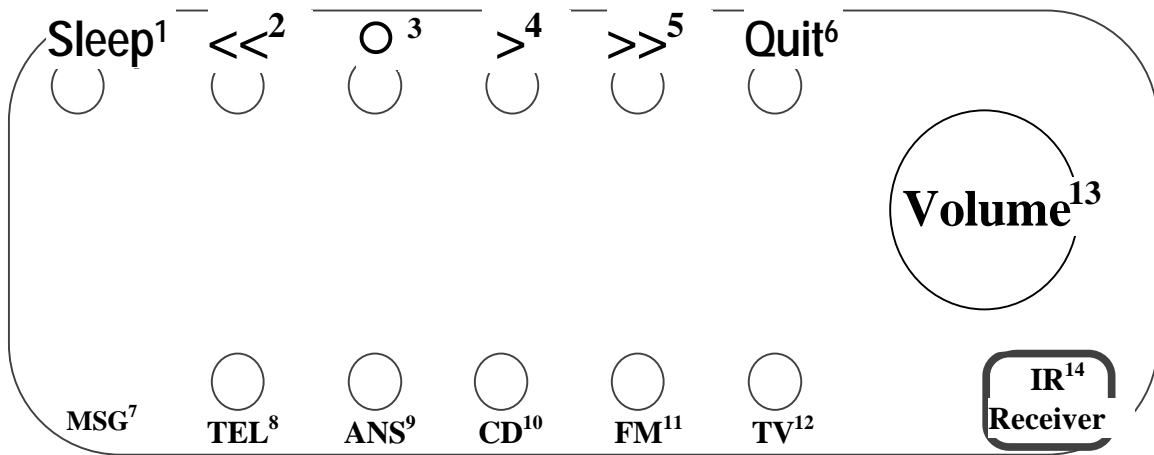 Sleep¹ <<² O ³ >⁴ >>⁵ Quit⁶
Volume¹³
IR¹⁴
Receiver
MSG⁷ TEL⁸ ANS⁹ CD¹⁰ FM¹¹ TV¹²